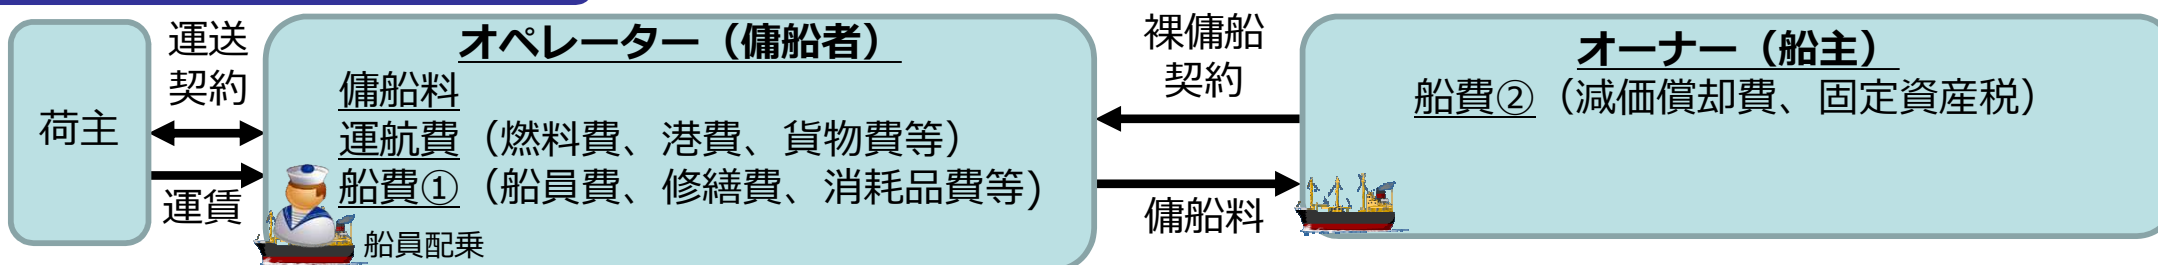 荷主
運送
契約
運賃
オペレーター（傭船者）
傭船料
運航費（燃料費、港費、貨物費等）
船費①（船員費、修繕費、消耗品費等)
船員配乗
裸傭船
契約
傭船料
オーナー（船主）
船費②（減価償却費、固定資産税）